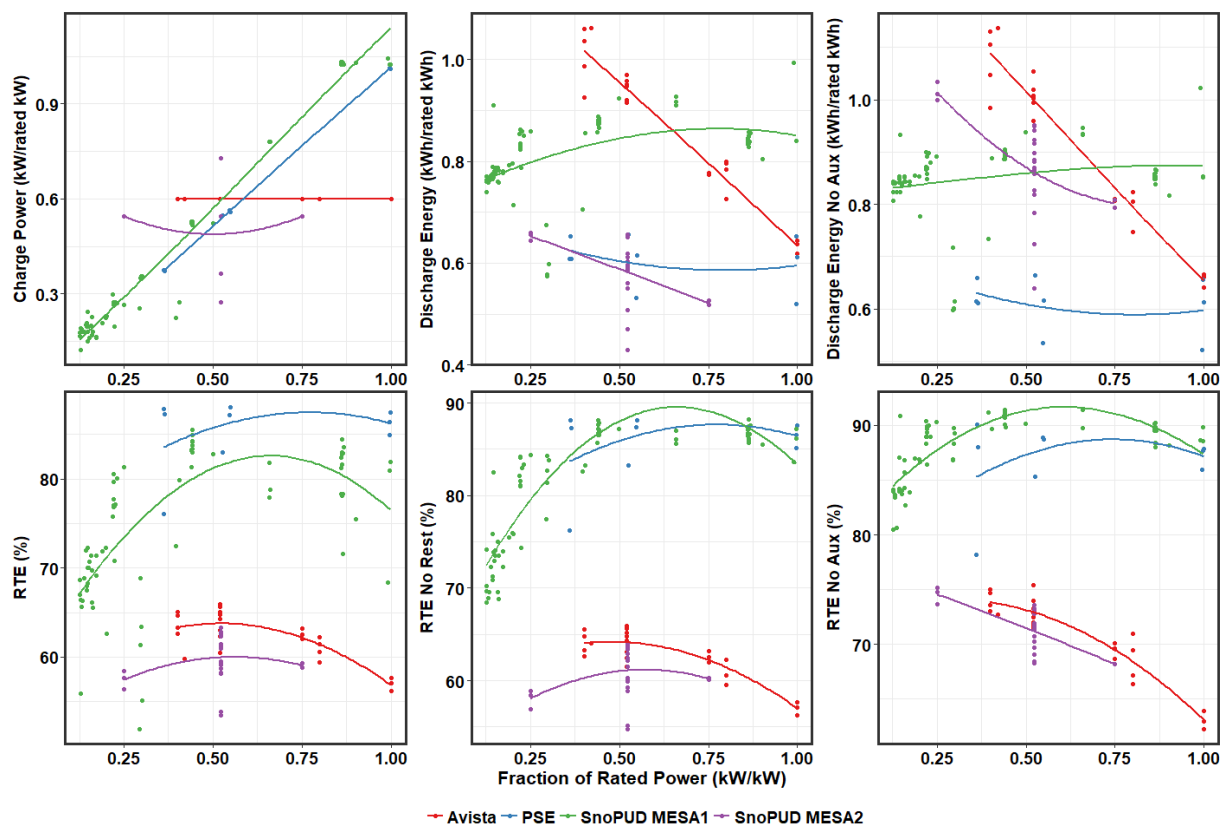 Charge Power (kW/rated kW)
0.9
0.6
0.3
0.25 0.50 0.75 1.00
Discharge Energy (kWh/rated kWh)
1.0
0.8
0.6
0.4
0.25 0.50 0.75 1.00
Discharge Energy No Aux (kWh/rated kWh)
1.0
0.8
0.6
0.25 0.50 0.75 1.00
RTE (%)
80
70
60
0.25 0.50 0.75 1.00
RTE No Rest (%)
90
80
70
60
0.25 0.50 0.75 1.00
RTE No Aux (%)
90
80
70
0.25 0.50 0.75 1.00
Fraction of Rated Power (kW/kW)
Avista PSE SnoPUD MESA1 SnoPUD MESA2